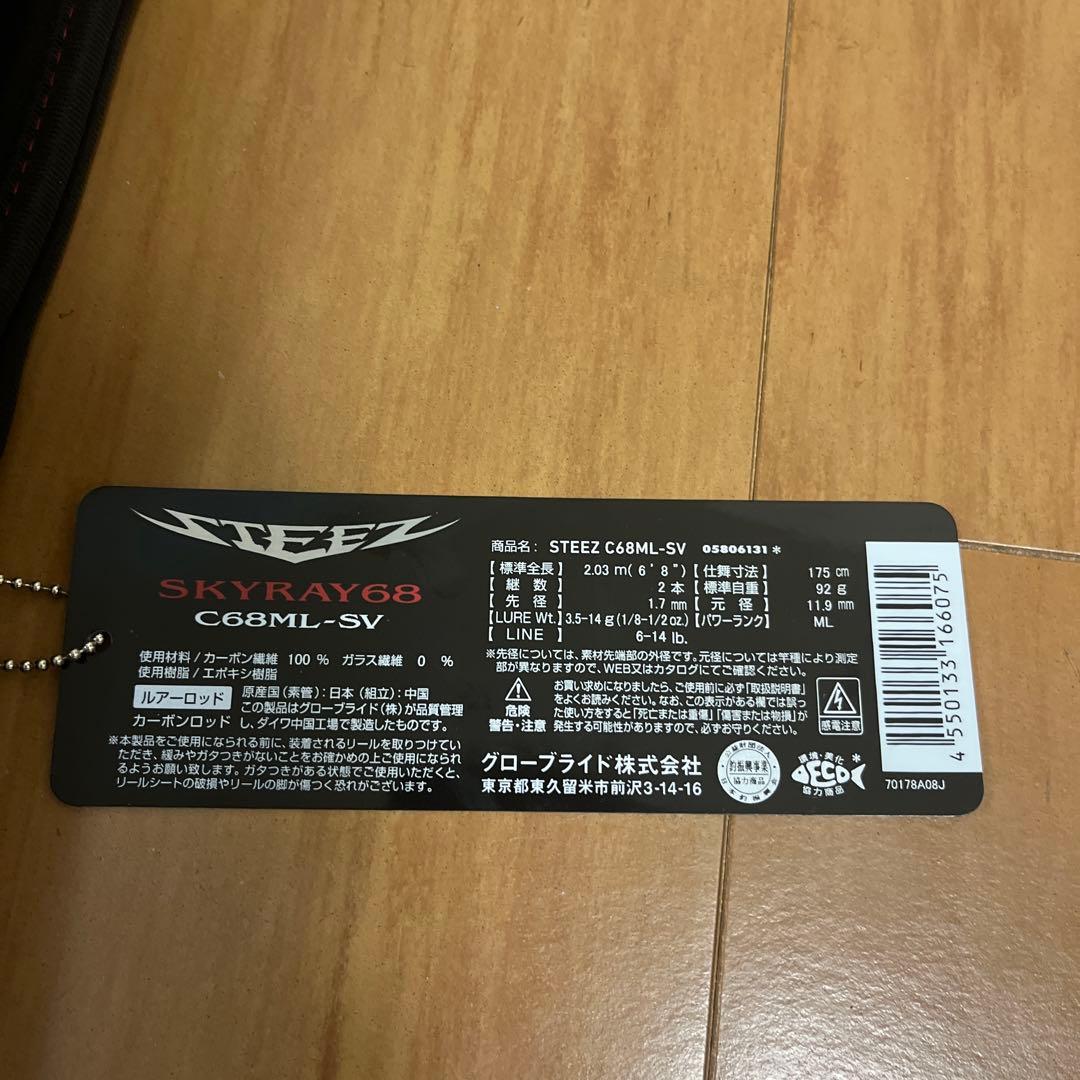 STEEZ
SKYRAY68
C68ML-SV
使用材料/カーボン繊維 100 % ガラス繊維 0 %
使用樹脂/エポキシ樹脂
ルアーロッド 原産国(素管):日本(組立):中国
この製品はグローブライド(株)が品質管理
カーボンロッド し、ダイワ中国工場で製造したものです。
※本製品をご使用になられる前に、装着されるリールを取りつけてい
ただき、緩みやガタつきがないことをお確かめの上ご使用になられ
るようお願い致します。ガタつきがある状態でご使用いただくと、
リールシートの破損やリールの脚が傷つく恐れがございます。
商品名: STEEZ C68ML-SV 05806131*
【標準全長】 2.03 m(6'8") 【仕舞寸法】 175 cm
【継数】 2 本 【標準自重】 92 g
【先径】 1.7 mm 【元径】 11.9 mm
【LURE Wt.】 3.5-14 g(1/8-1/2oz.) 【パワーランク】 ML
【LINE】 6-14 lb.
※先径については、素材先端部の外径です。元径については竿種により測定
部が異なりますので、WEB又はカタログにてご確認ください。
危険
警告・注意
お買い求めになりましたら、ご使用前に必ず「取扱説明書」
をよくお読みください。なお、この表示がある欄では誤っ
た使い方をすると「死亡または重傷」「傷害または物損」が
発生する可能性がありますので、必ずお守りください。
感電注意
グローブライド株式会社
東京都東久留米市前沢3-14-16
釣振興事業
協力商品
環境・美化
ECO
協力商品
*
4 550133 166075
70178A08J